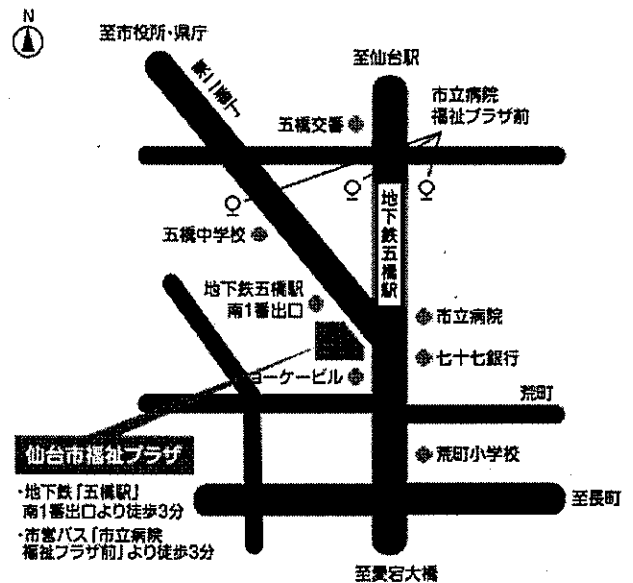 N
至市役所・県庁
至仙台駅
東二番丁
市立病院
福祉プラザ前
五橋交番
地下鉄五橋駅
五橋中学校
地下鉄五橋駅
南1番出口
市立病院
七十七銀行
ヨーケービル
荒町
仙台市福祉プラザ
荒町小学校
・地下鉄「五橋駅」
南1番出口より徒歩3分
・市営バス「市立病院
福祉プラザ前」より徒歩3分
至長町
至愛宕大橋